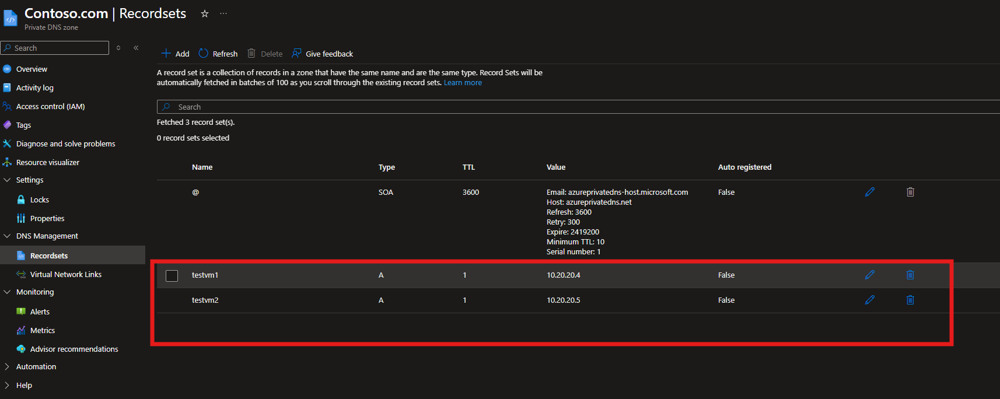 Contoso.com | Recordsets
Private DNS zone
Search
Overview
Activity log
Access control (IAM)
Tags
Diagnose and solve problems
Resource visualizer
Settings
Locks
Properties
DNS Management
Recordsets
Virtual Network Links
Monitoring
Alerts
Metrics
Advisor recommendations
Automation
Help
Add Refresh Delete Give feedback
A record set is a collection of records in a zone that have the same name and are the same type. Record Sets will be
automatically fetched in batches of 100 as you scroll through the existing record sets. Learn more
Search
Fetched 3 record set(s).
0 record sets selected
Name Type TTL Value Auto registered
@ SOA 3600 Email: azureprivatedns-host.microsoft.com False
Host: azureprivatedns.net
Refresh: 3600
Retry: 300
Expire: 2419200
Minimum TTL: 10
Serial number: 1
testvm1 A 1 10.20.20.4 False
testvm2 A 1 10.20.20.5 False